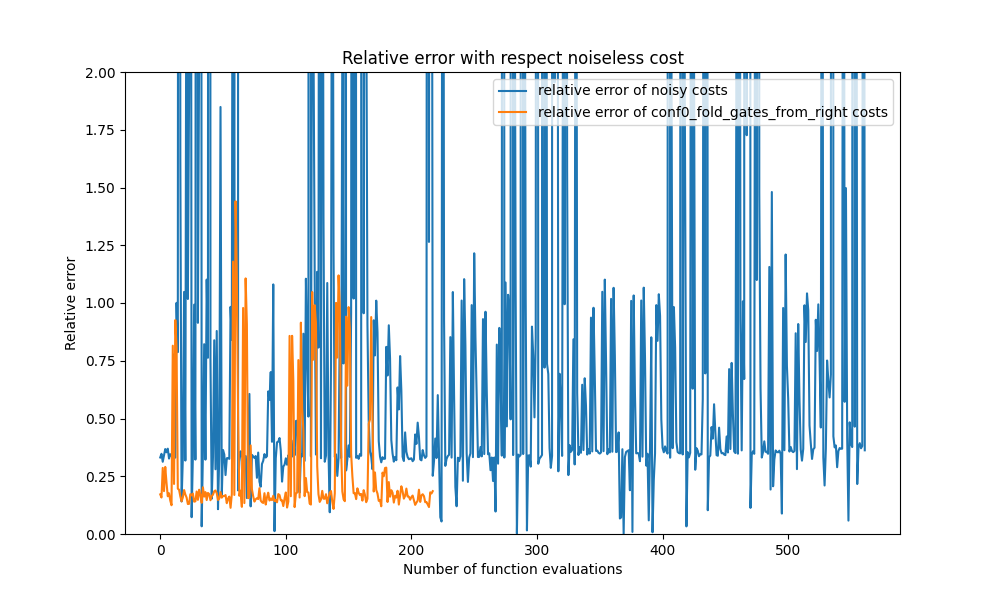 Relative error with respect noiseless cost
relative error of noisy costs
relative error of conf0_fold_gates_from_right costs
2.00
1.75
1.50
1.25
1.00
0.75
0.50
0.25
0.00
Relative error
0 100 200 300 400 500
Number of function evaluations